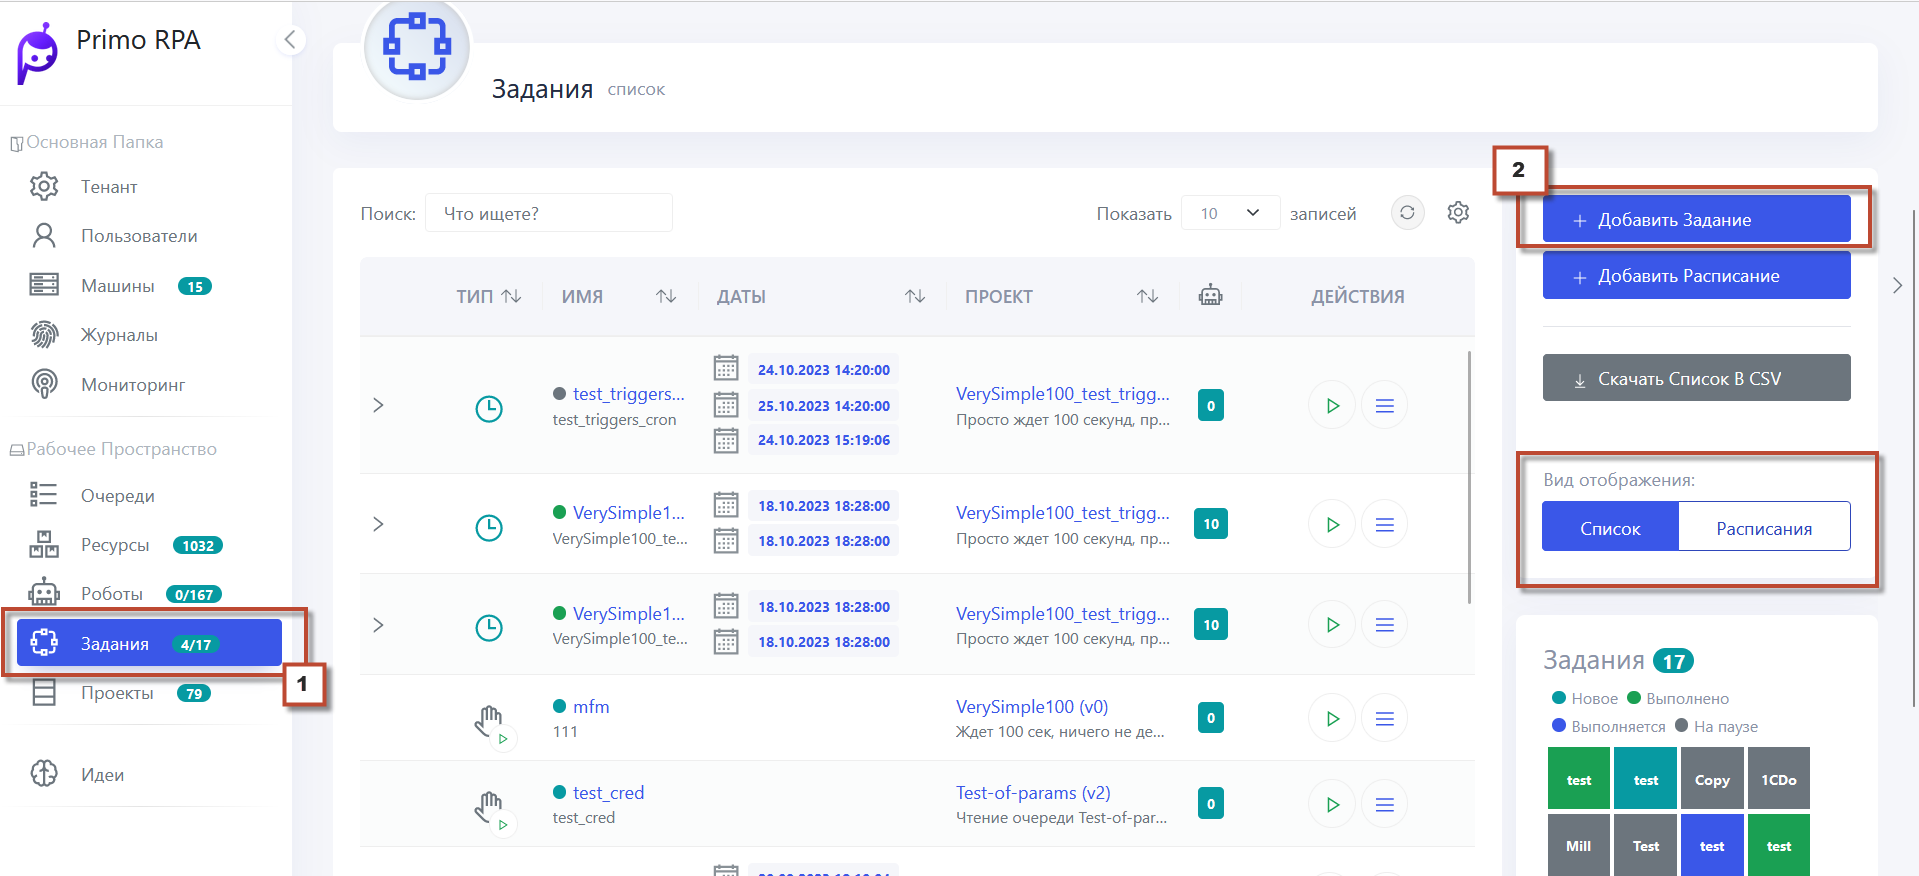 Primo RPA
Основная Папка
Тенант
Пользователи
Машины 15
Журналы
Мониторинг
Рабочее Пространство
Очереди
Ресурсы 1032
Роботы 0/167
Задания 4/17
1
Проекты 79
Идеи
Задания список
Поиск: Что ищете?
Показать 10 записей
ТИП ИМЯ ДАТЫ ПРОЕКТ ДЕЙСТВИЯ
test_triggers...
test_triggers_cron
24.10.2023 14:20:00
25.10.2023 14:20:00
24.10.2023 15:19:06
VerySimple100_test_trigg...
Просто ждет 100 секунд, пр...
0
VerySimple1...
VerySimple100_te...
18.10.2023 18:28:00
18.10.2023 18:28:00
VerySimple100_test_trigg...
Просто ждет 100 секунд, пр...
10
VerySimple1...
VerySimple100_te...
18.10.2023 18:28:00
18.10.2023 18:28:00
VerySimple100_test_trigg...
Просто ждет 100 секунд, пр...
10
mfm
111
VerySimple100 (v0)
Ждет 100 сек, ничего не де...
0
test_cred
test_cred
Test-of-params (v2)
Чтение очереди Test-of-par...
0
2
+ Добавить Задание
+ Добавить Расписание
Скачать Список В CSV
Вид отображения:
Список Расписания
Задания 17
Новое Выполнено
Выполняется На паузе
test test Copy 1CDo
Mill Test test test